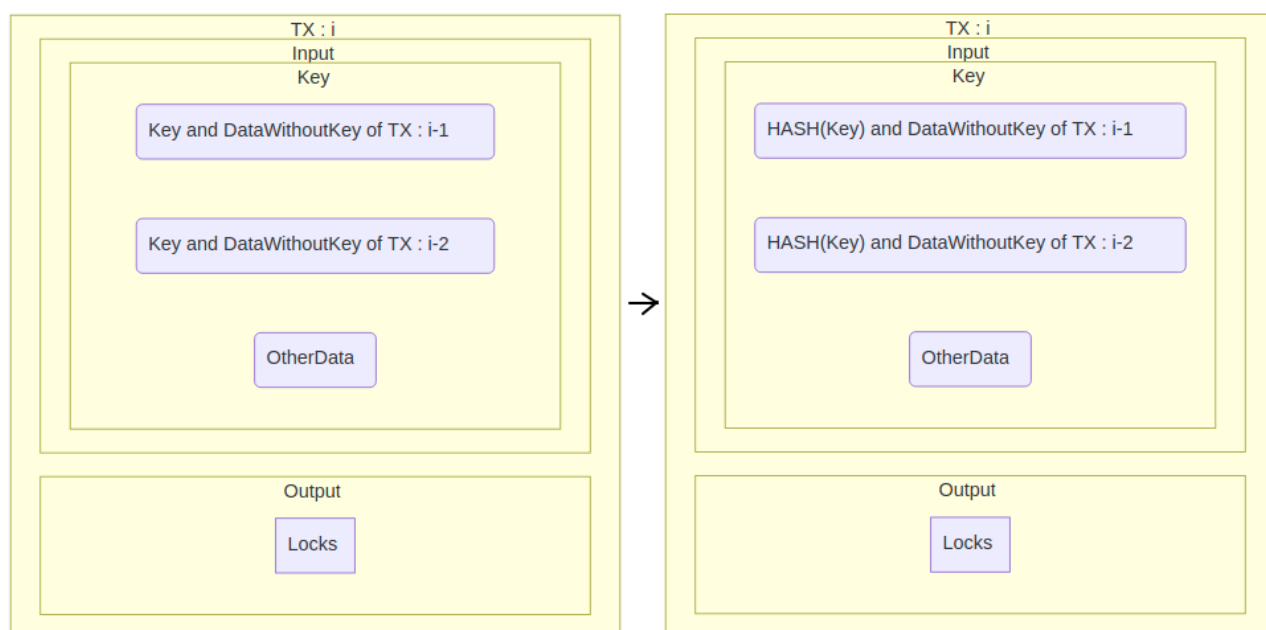 TX : i
Input
Key
Key and DataWithoutKey of TX : i-1
Key and DataWithoutKey of TX : i-2
OtherData
Output
Locks
TX : i
Input
Key
HASH(Key) and DataWithoutKey of TX : i-1
HASH(Key) and DataWithoutKey of TX : i-2
OtherData
Output
Locks